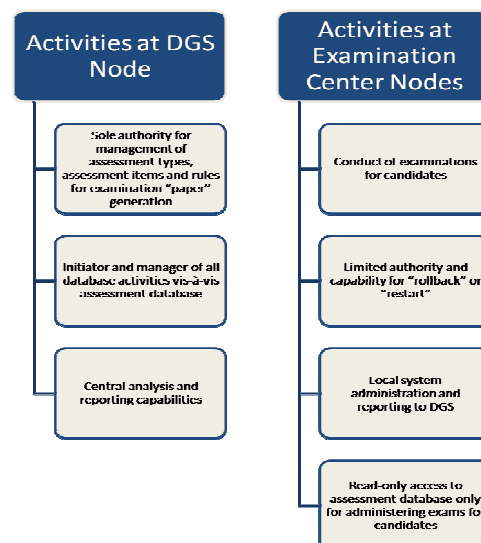 Activities at DGS
Node
Sole authority for
management of
assessment types,
assessment items and rules
for examination "paper"
generation
Initiator and manager of all
database activities vis-à-vis
assessment database
Central analysis and
reporting capabilities
Activities at
Examination
Center Nodes
Conduct of examinations
for candidates
Limited authority and
capability for "rollback" or
"restart"
Local system
administration and
reporting to DGS
Read-only access to
assessment database only
for administering exams for
candidates